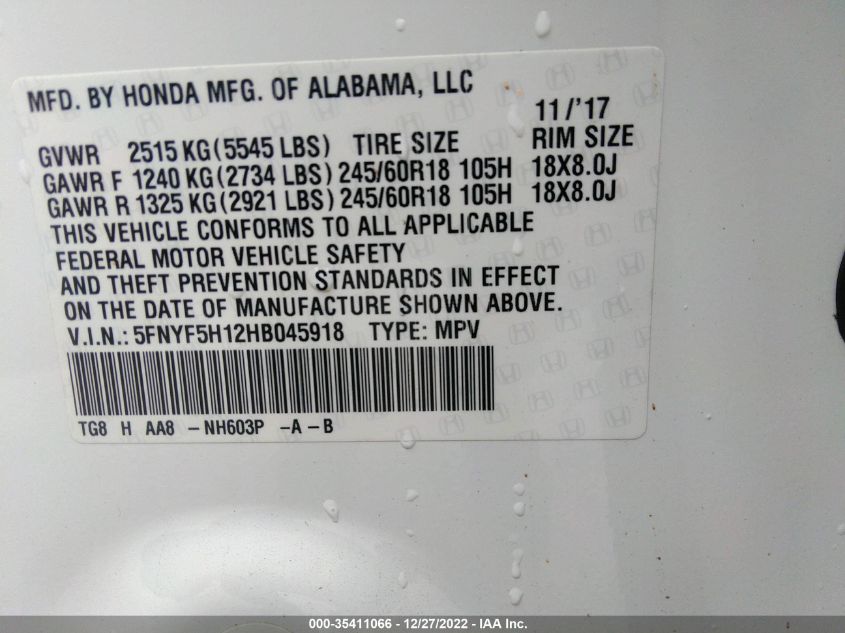 MFD. BY HONDA MFG. OF ALABAMA, LLC
11/'17
GVWR 2515 KG(5545 LBS) TIRE SIZE RIM SIZE
GAWR F 1240 KG(2734 LBS) 245/60R18 105H 18X8.0J
GAWR R 1325 KG(2921 LBS) 245/60R18 105H 18X8.0J
THIS VEHICLE CONFORMS TO ALL APPLICABLE
FEDERAL MOTOR VEHICLE SAFETY
AND THEFT PREVENTION STANDARDS IN EFFECT
ON THE DATE OF MANUFACTURE SHOWN ABOVE.
V.I.N.: 5FNYF5H12HB045918 TYPE: MPV
TG8 H AA8 -NH603P -A-B
000-35411066 - 12/27/2022 - IAA Inc.